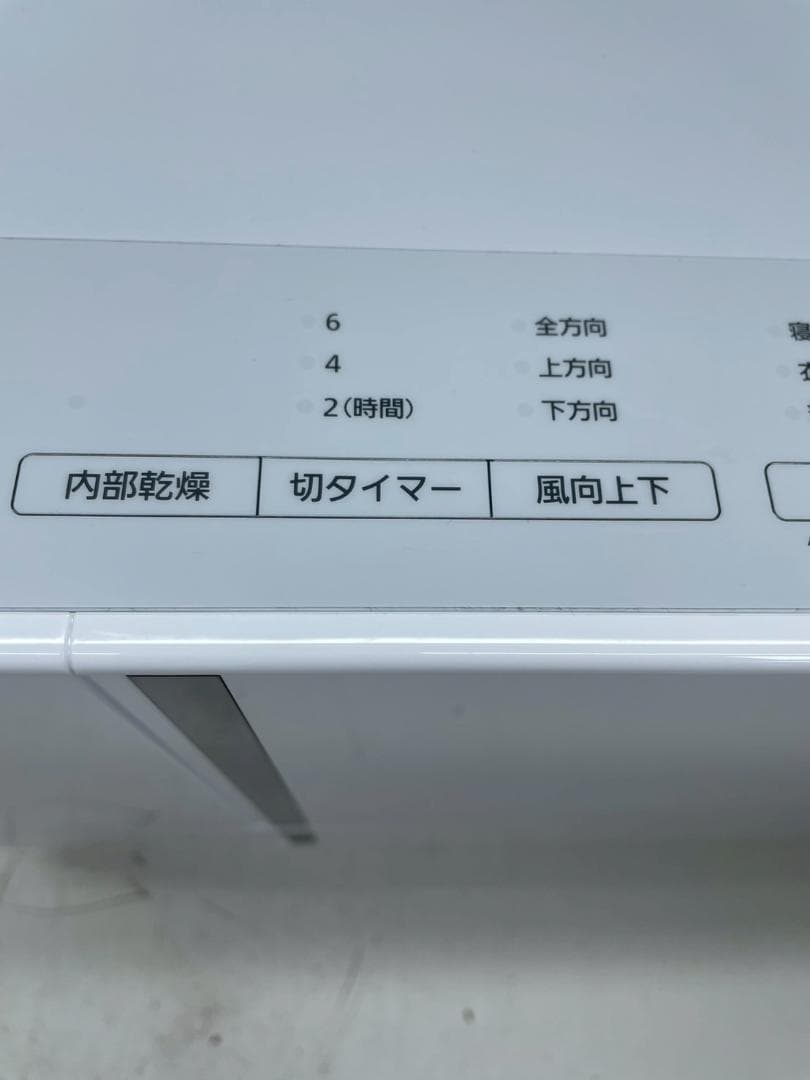 6 全方向 寝
4 上方向
2(時間) 下方向
内部乾燥 切タイマー 風向上下